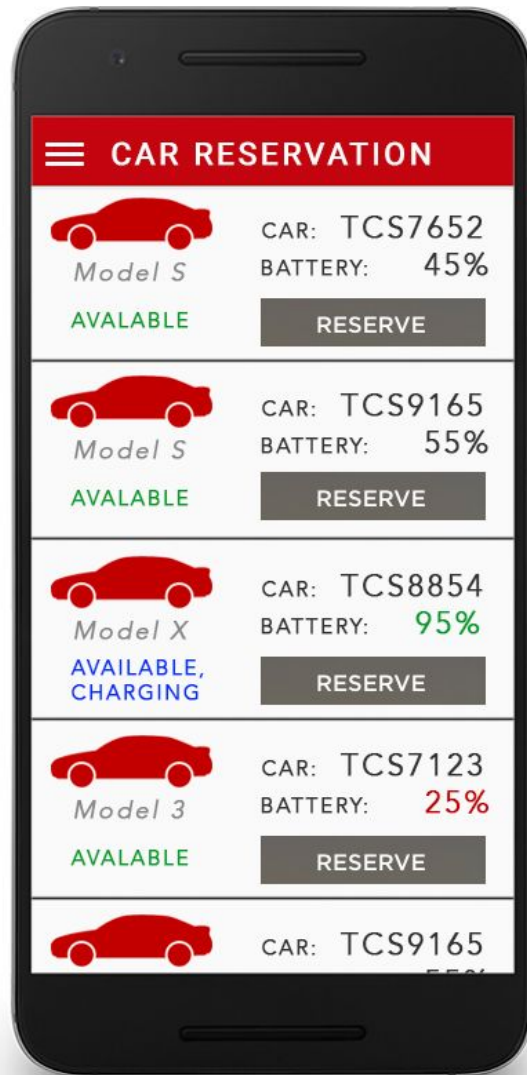 CAR RESERVATION
CAR: TCS7652
Model S BATTERY: 45%
AVALABLE RESERVE
CAR: TCS9165
Model S BATTERY: 55%
AVALABLE RESERVE
CAR: TCS8854
Model X BATTERY: 95%
AVAILABLE,
CHARGING RESERVE
CAR: TCS7123
Model 3 BATTERY: 25%
AVALABLE RESERVE
CAR: TCS9165